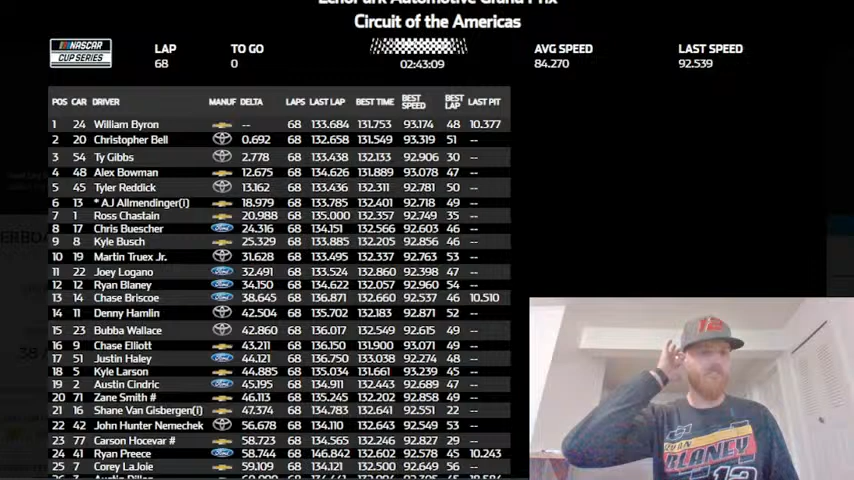 EchoPark Automotive Grand Prix
Circuit of the Americas
NASCAR CUP SERIES
LAP 68 TO GO 0 02:43:09 AVG SPEED 84.270 LAST SPEED 92.539
POS CAR DRIVER MANUF DELTA LAPS LAST LAP BEST TIME BEST SPEED BEST LAP LAST PIT
1 24 William Byron -- 68 133.684 131.753 93.174 48 10.377
2 20 Christopher Bell 0.692 68 132.658 131.549 93.319 51 --
3 54 Ty Gibbs 2.778 68 133.438 132.133 92.906 30 --
4 48 Alex Bowman 12.675 68 134.626 131.889 93.078 47 --
5 45 Tyler Reddick 13.162 68 133.436 132.311 92.781 50 --
6 13 * AJ Allmendinger(i) 18.979 68 133.785 132.401 92.718 49 --
7 1 Ross Chastain 20.988 68 135.000 132.357 92.749 35 --
8 17 Chris Buescher 24.316 68 134.151 132.566 92.603 46 --
9 8 Kyle Busch 25.329 68 133.885 132.205 92.856 46 --
10 19 Martin Truex Jr. 31.628 68 133.495 132.337 92.763 53 --
11 22 Joey Logano 32.491 68 133.524 132.860 92.398 47 --
12 12 Ryan Blaney 34.150 68 134.622 132.057 92.960 54 --
13 14 Chase Briscoe 38.645 68 136.871 132.660 92.537 46 10.510
14 11 Denny Hamlin 42.504 68 135.702 132.183 92.871 52 --
15 23 Bubba Wallace 42.860 68 136.017 132.549 92.615 49 --
16 9 Chase Elliott 43.211 68 136.150 131.900 93.071 49 --
17 51 Justin Haley 44.121 68 136.750 133.038 92.274 48 --
18 5 Kyle Larson 44.885 68 135.034 131.661 93.239 45 --
19 2 Austin Cindric 45.195 68 134.911 132.443 92.689 47 --
20 71 Zane Smith # 46.113 68 135.245 132.202 92.858 49 --
21 16 Shane Van Gisbergen(i) 47.374 68 134.783 132.641 92.551 22 --
22 42 John Hunter Nemechek 56.678 68 134.110 132.643 92.549 53 --
23 77 Carson Hocevar # 58.723 68 134.565 132.246 92.827 29 --
24 41 Ryan Preece 58.744 68 146.842 132.602 92.578 45 10.243
25 7 Corey LaJoie 59.109 68 134.121 132.500 92.649 56 --
12
RYAN
BLANEY
12